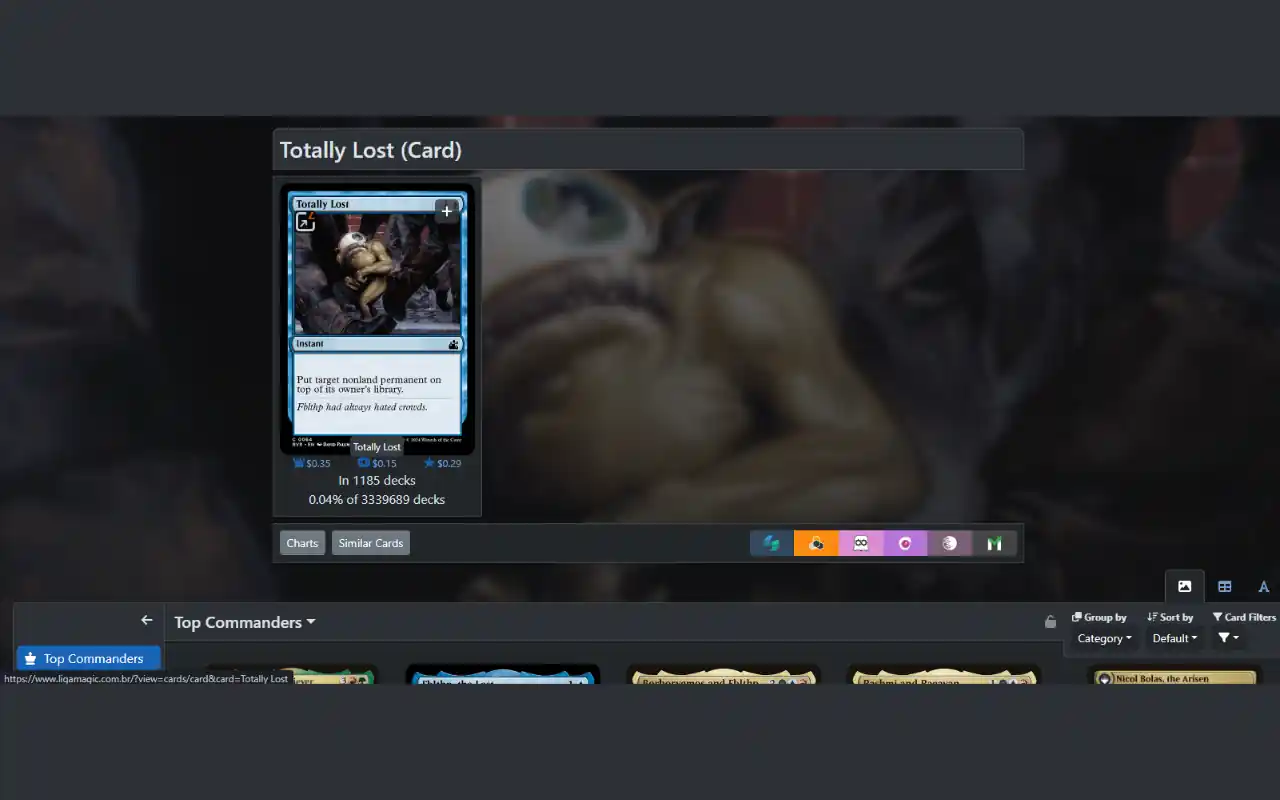 Totally Lost (Card)
Totally Lost
Instant
Put target nonland permanent on
top of its owner's library.
Fblthp had always hated crowds.
C 0064
Totally Lost
$0.35 $0.15 $0.29
In 1185 decks
0.04% of 3339689 decks
Charts Similar Cards
Top Commanders
Group by Sort by Card Filters
Category Default
Top Commanders
Fblthp, the Lost
Borborygmos and Fblthp
Rashmi and Ragavan
Nicol Bolas, the Arisen
https://www.ligamagic.com.br/?view=cards/card&card=Totally Lost